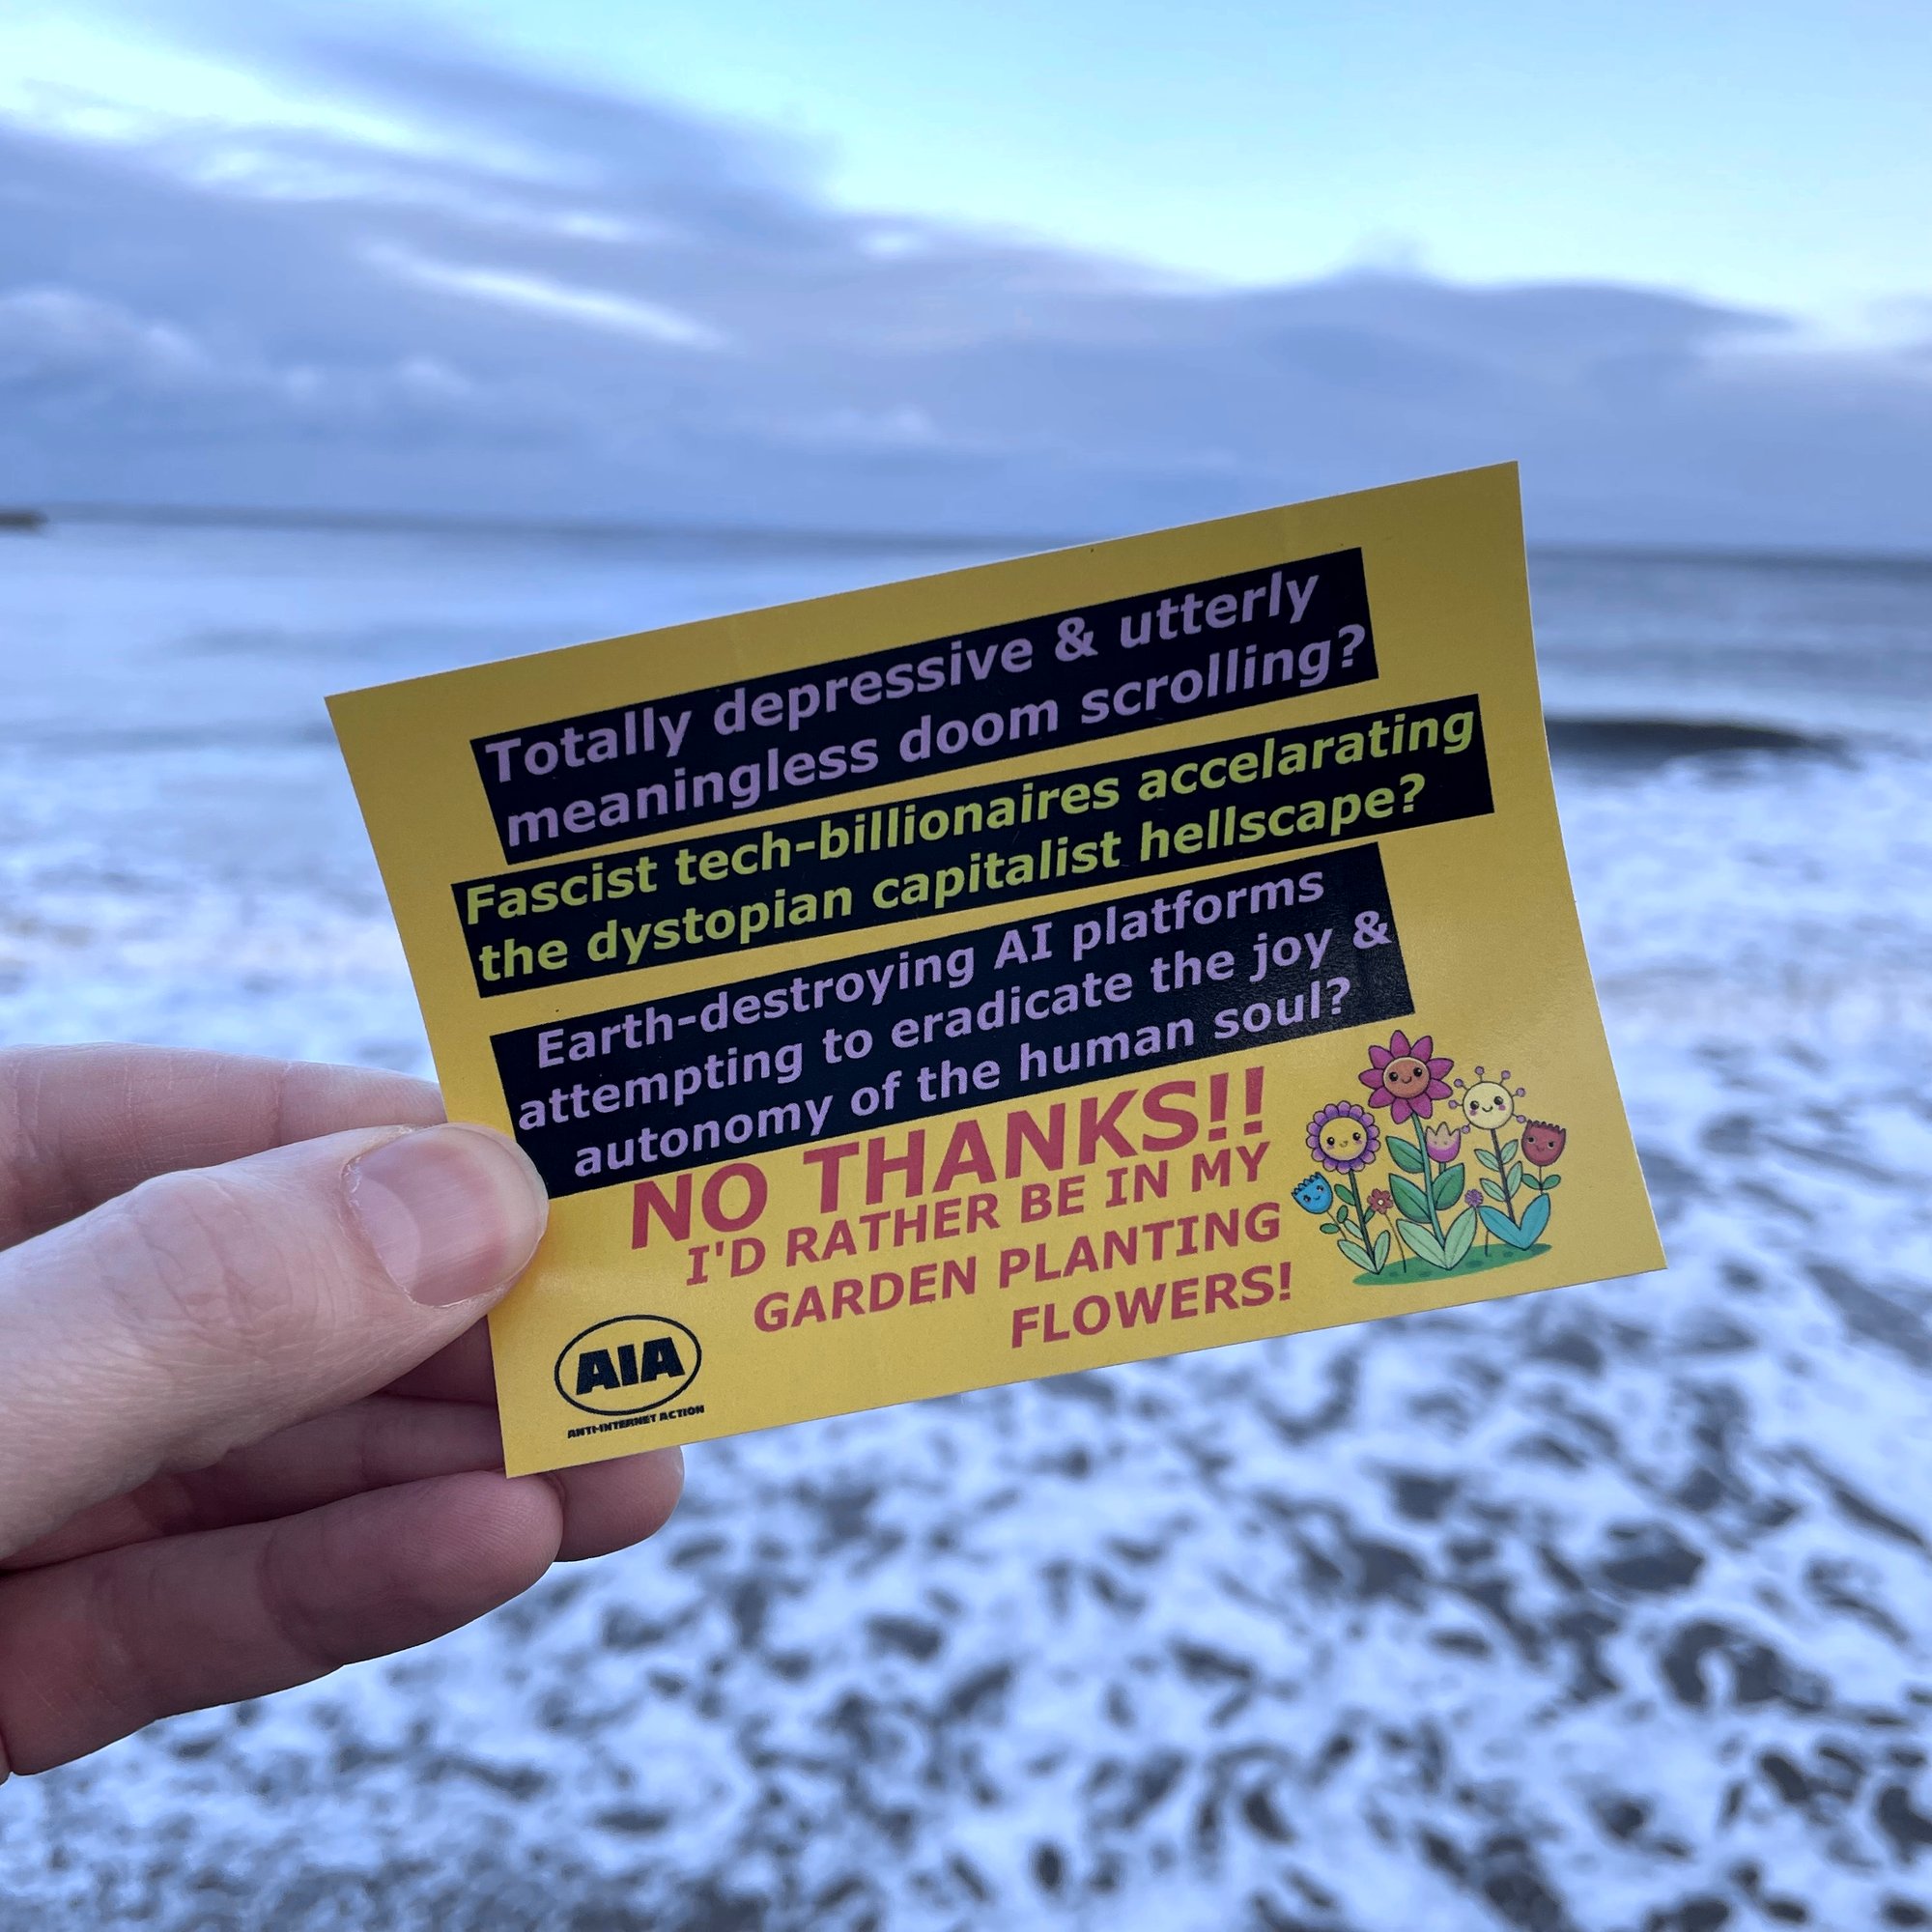 Totally depressive & utterly
meaningless doom scrolling?
Fascist tech-billionaires accelarating
the dystopian capitalist hellscape?
Earth-destroying AI platforms
attempting to eradicate the joy &
autonomy of the human soul?
NO THANKS!!
I'D RATHER BE IN MY
GARDEN PLANTING
FLOWERS!
AIA
ANTI-INTERNET ACTION